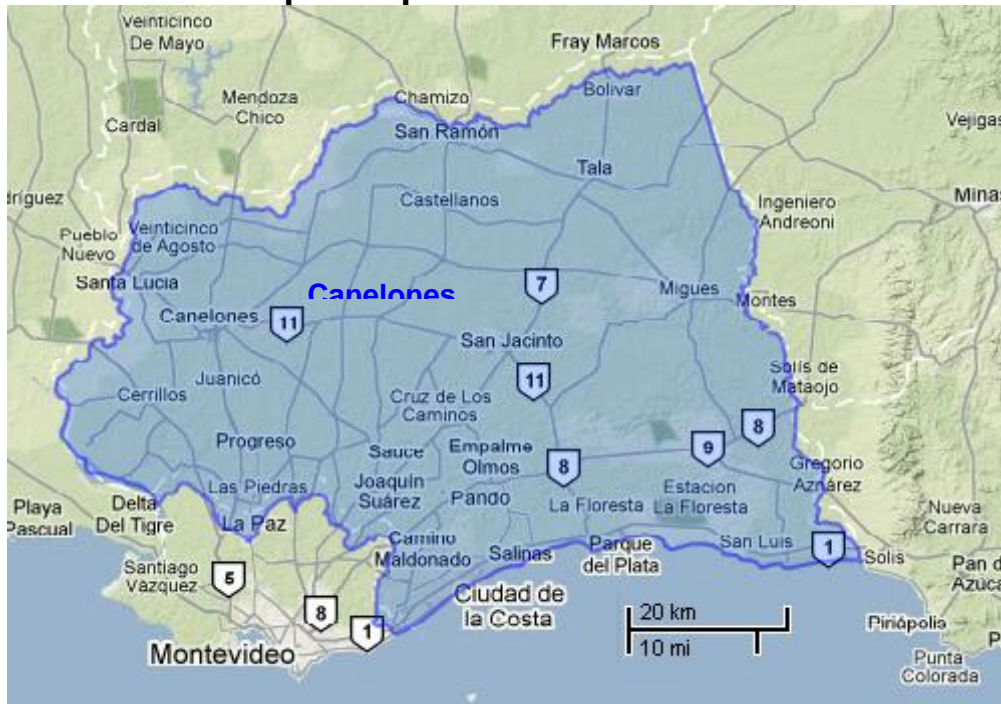 Veinticinco
De Mayo
Fray Marcos
Mendoza
Chico
Chamizo
Bolivar
Cardal
San Ramón
Vejigas
Tala
Castellanos
driguez
Ingeniero
Andreoni
Minas
Pueblo
Nuevo
Veinticinco
de Agosto
Santa Lucia
Canelones
7
Migues
Montes
Canelones
11
San Jacinto
11
Solís de
Mataojo
Juanicó
Cerrillos
Cruz de Los
Caminos
8
Progreso
Sauce
Empalme
Olmos
9
8
Gregorio
Aznárez
Las Piedras
Joaquín
Suárez
Pando
La Floresta
Estacion
La Floresta
Playa
Pascual
Delta
Del Tigre
La Paz
Nueva
Carrara
Camino
Maldonado
Salinas
Parque
del Plata
San Luis
1
Solís
Santiago
Vázquez
5
Pan d
Azúca
Ciudad de
la Costa
8
20 km
1
10 mi
Piriápolis
P
Montevideo
Punta
Colorada